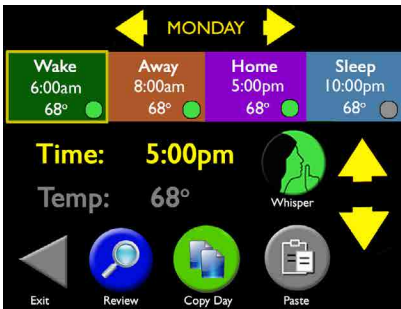 MONDAY
Wake Away Home Sleep
6:00am 8:00am 5:00pm 10:00pm
68° 68° 68° 68°
Time: 5:00pm
Temp: 68°
Whisper
Exit Review Copy Day Paste